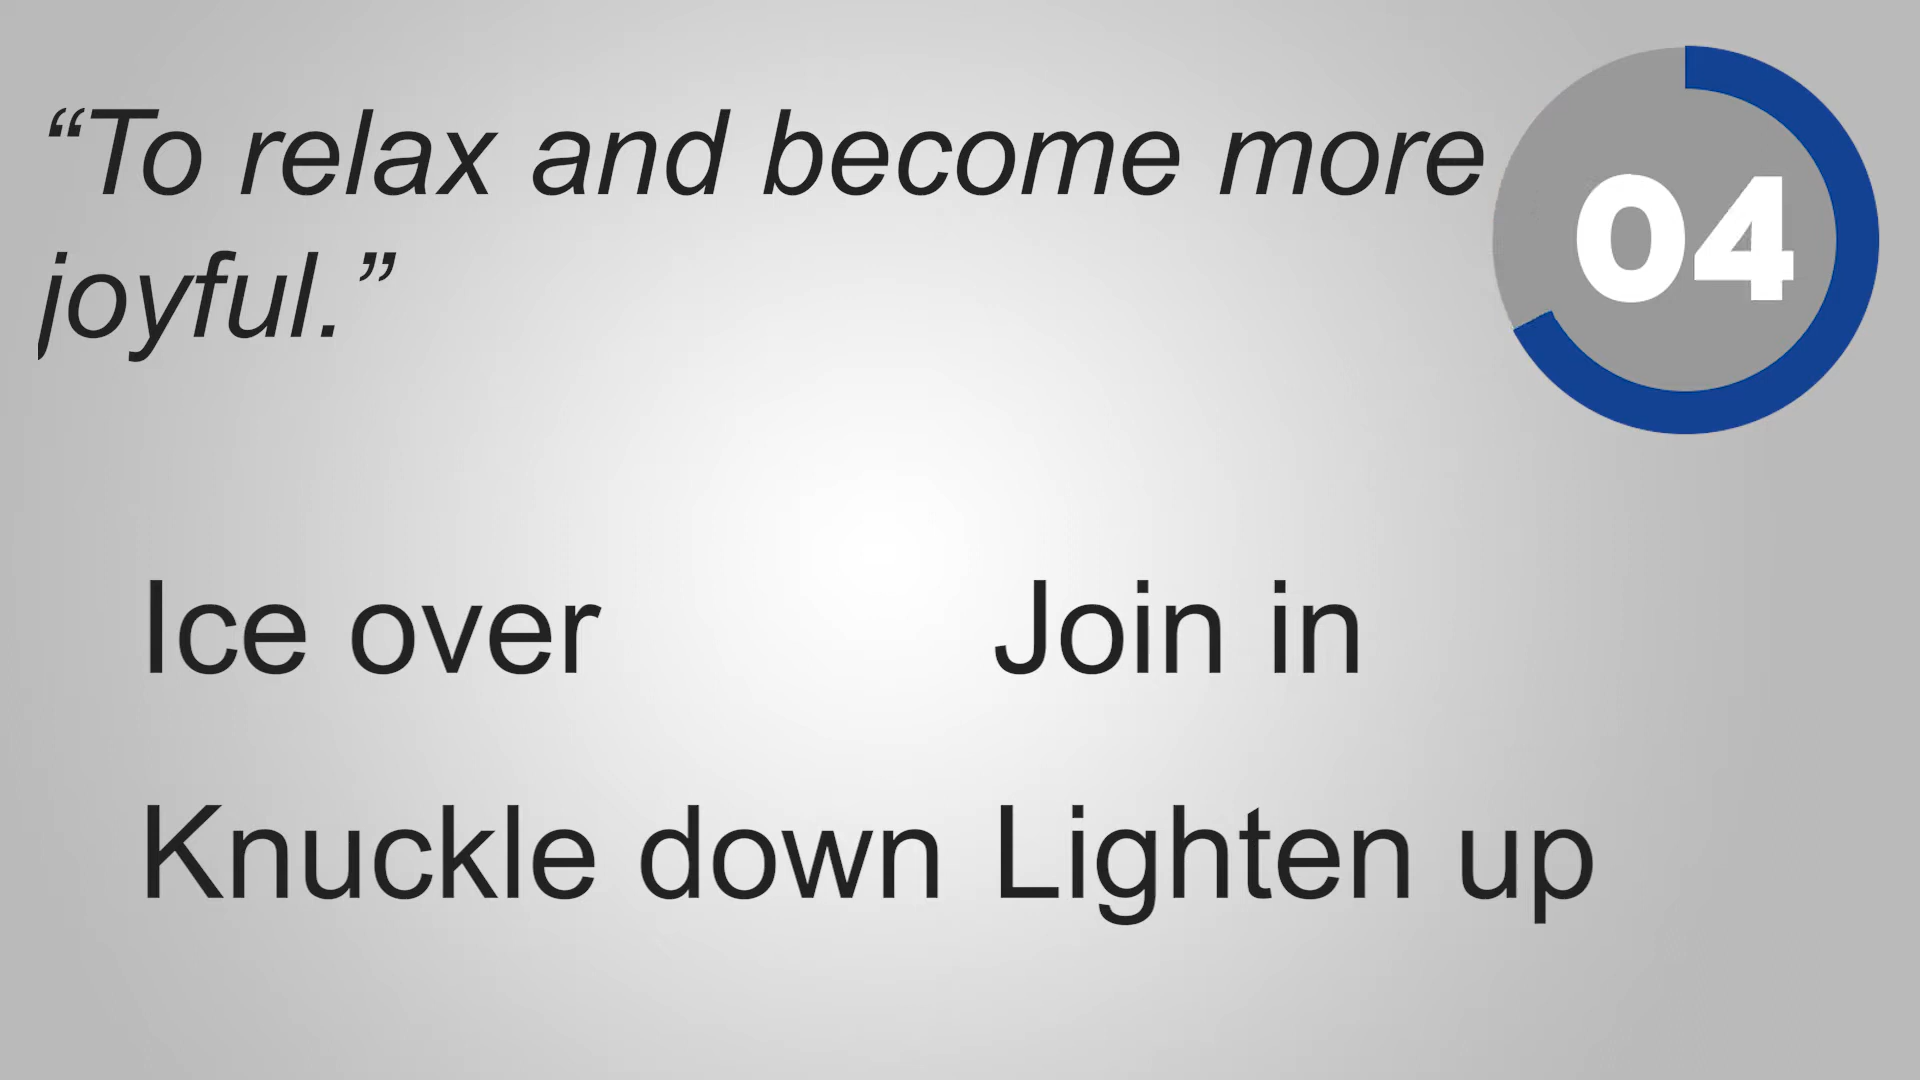 “To relax and become more
joyful.”
04
Ice over
Join in
Knuckle down
Lighten up